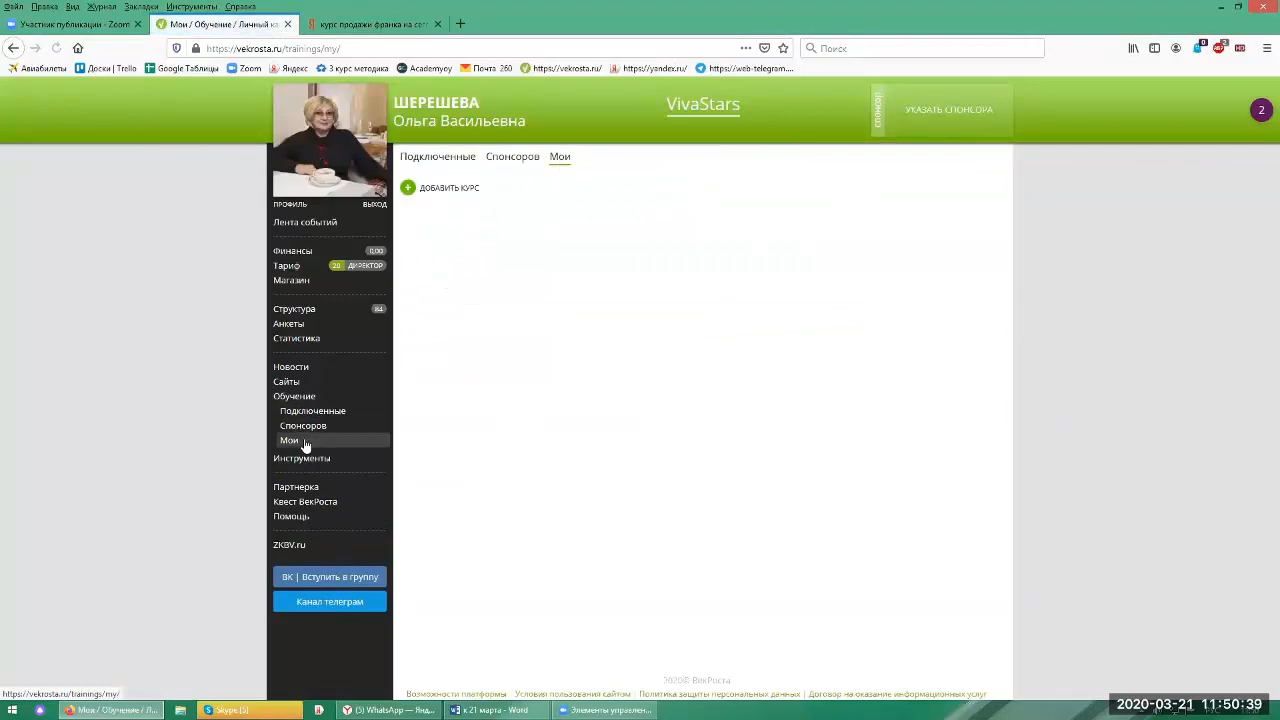 Файл Правка Вид Журнал Закладки Инструменты Справка
Участник публикации - Zoom
Мои / Обучение / Личный ка
курс продажи франка на сег
https://vekrosta.ru/trainings/my/
Поиск
Авиабилеты
Доски | Trello
Google Таблицы
Zoom
Яндекс
3 курс методика
Academyoy
Почта 260
https://vekrosta.ru/
https://yandex.ru/
https://web-telegram....
ШЕРЕШЕВА
Ольга Васильевна
VivaStars
СПОНСОР
УКАЗАТЬ СПОНСОРА
2
Подключенные Спонсоров Мои
ДОБАВИТЬ КУРС
ПРОФИЛЬ ВЫХОД
Лента событий
Финансы 0,00
Тариф 20 ДИРЕКТОР
Магазин
Структура 84
Анкеты
Статистика
Новости
Сайты
Обучение
Подключенные
Спонсоров
Мои
Инструменты
Партнерка
Квест ВекРоста
Помощь
ZKBV.ru
ВК | Вступить в группу
Канал телеграм
2020© ВекРоста
Возможности платформы Условия пользования сайтом | Политика защиты персональных данных | Договор на оказание информационных услуг
https://vekrosta.ru/trainings/my/
Мои / Обучение / Л...
Skype [5]
(5) WhatsApp — Янд...
к 21 марта - Word
Элементы управлен...
2020-03-21 11:50:39